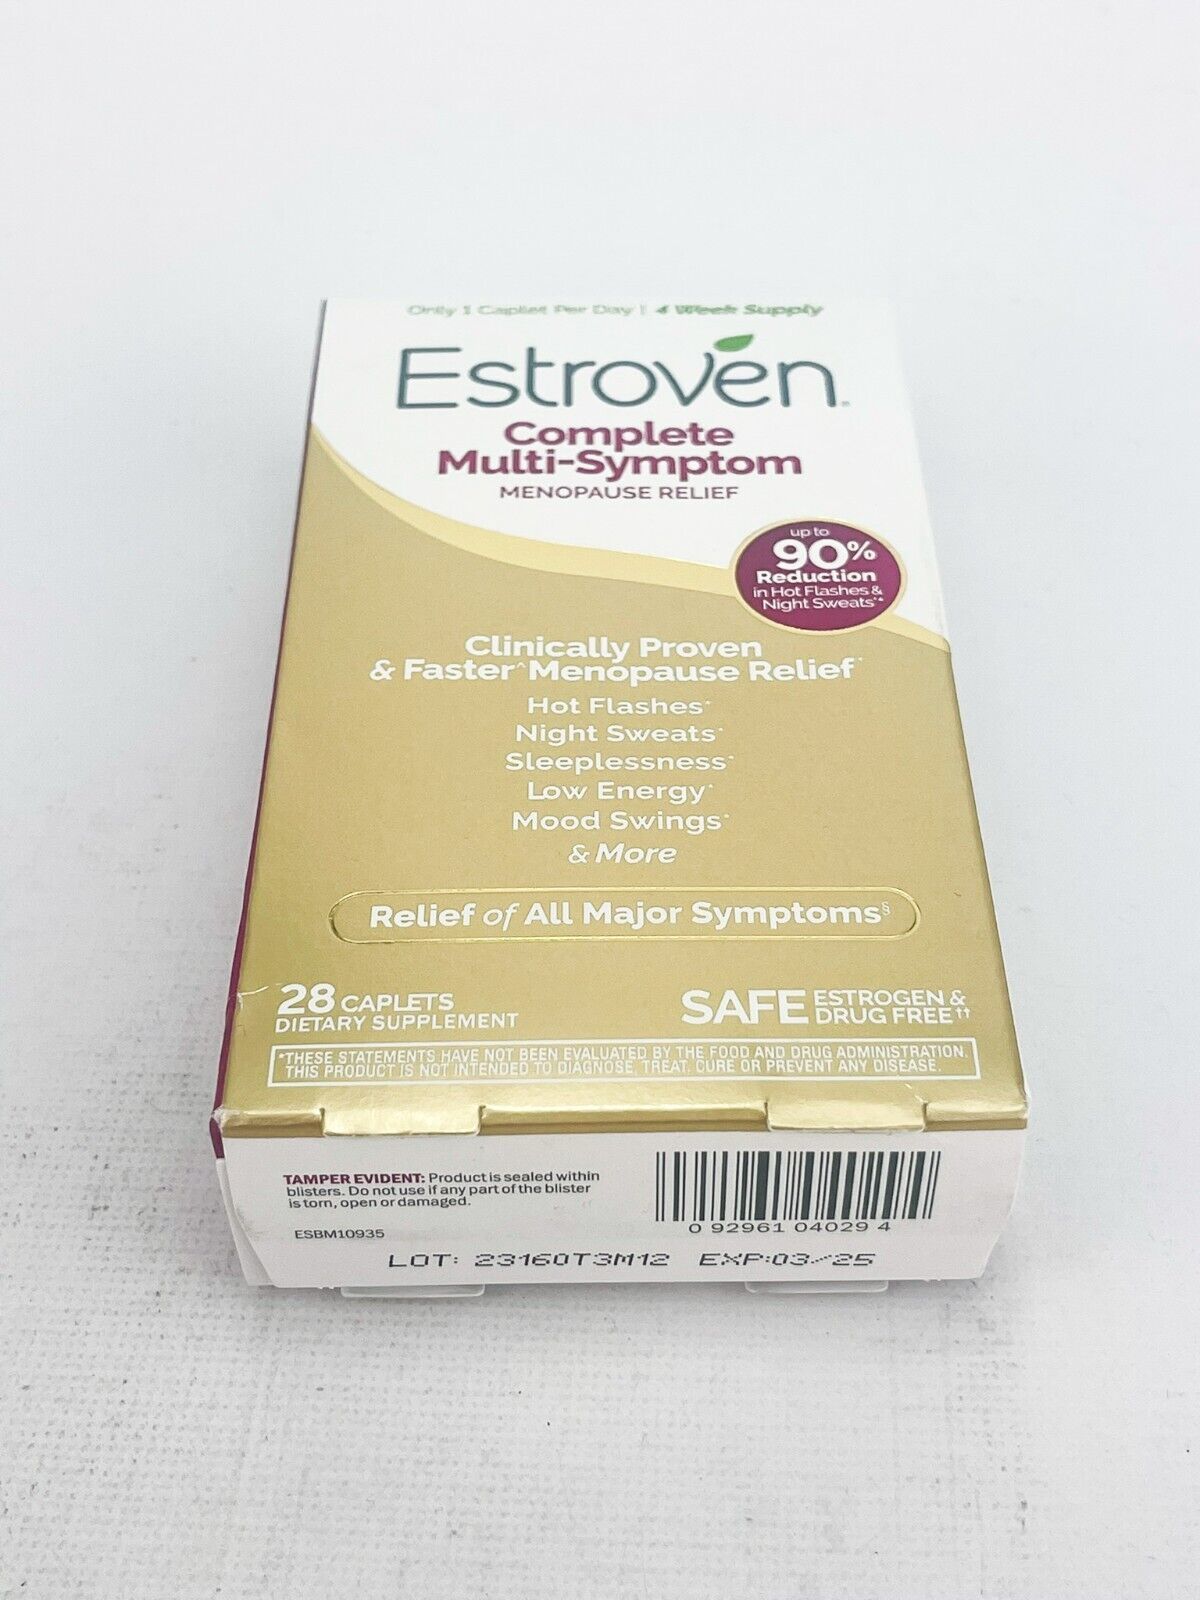 Only 1 Caplet Per Day | 4 Week Supply
Estroven.
Complete
Multi-Symptom
MENOPAUSE RELIEF
up to
90%
Reduction
in Hot Flashes &
Night Sweats*▲
Clinically Proven
& Faster^ Menopause Relief*
Hot Flashes*
Night Sweats*
Sleeplessness*
Low Energy*
Mood Swings*
& More
Relief of All Major Symptoms§
28 CAPLETS
DIETARY SUPPLEMENT
SAFE ESTROGEN &
DRUG FREE††
*THESE STATEMENTS HAVE NOT BEEN EVALUATED BY THE FOOD AND DRUG ADMINISTRATION.
THIS PRODUCT IS NOT INTENDED TO DIAGNOSE, TREAT, CURE OR PREVENT ANY DISEASE.
TAMPER EVIDENT: Product is sealed within
blisters. Do not use if any part of the blister
is torn, open or damaged.
ESBM10935
0 92961 04029 4
LOT: 23160T3M12 EXP:03/25